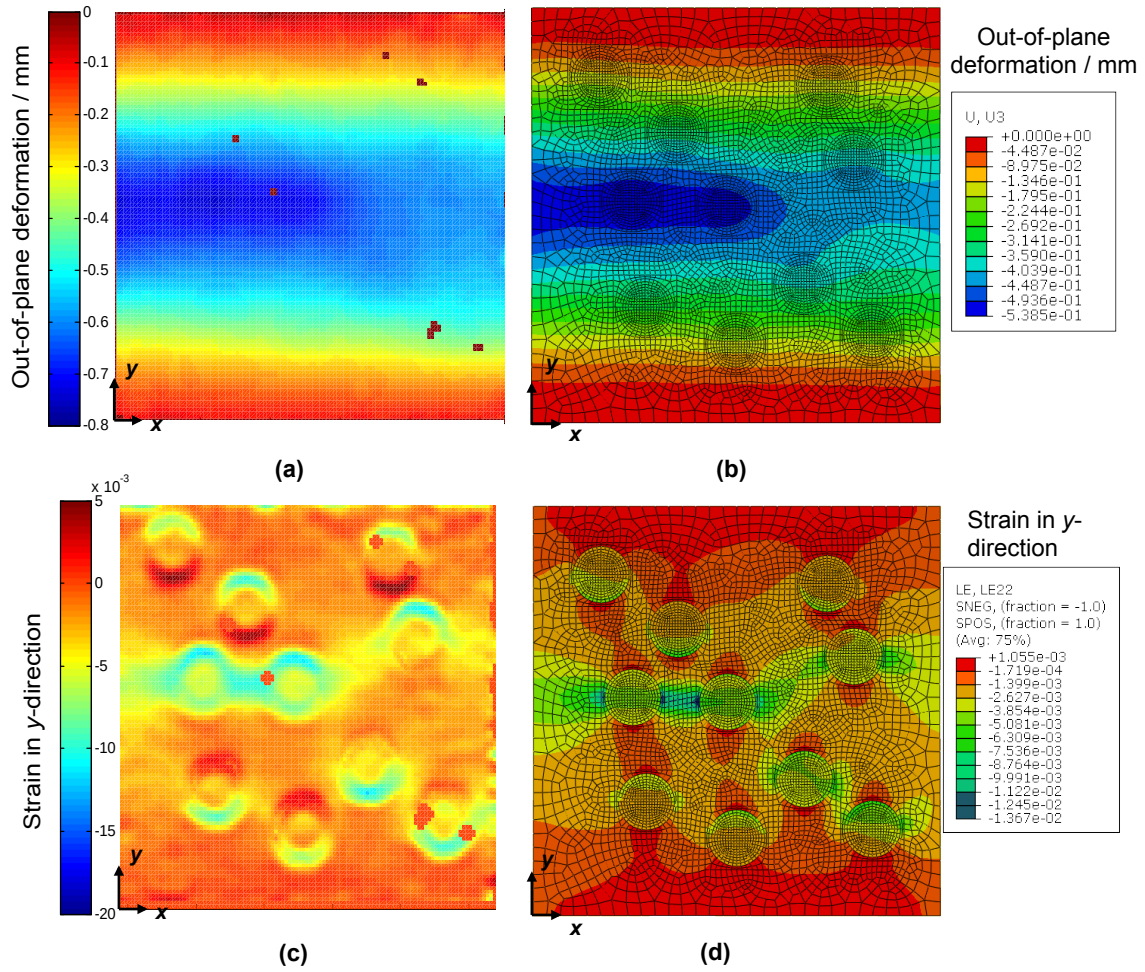 Out-of-plane deformation / mm
0
-0.1
-0.2
-0.3
-0.4
-0.5
-0.6
-0.7
-0.8
y
x
(a)
y
x
(b)
Out-of-plane
deformation / mm
U, U3
+0.000e+00
-4.487e-02
-8.975e-02
-1.346e-01
-1.795e-01
-2.244e-01
-2.692e-01
-3.141e-01
-3.590e-01
-4.039e-01
-4.487e-01
-4.936e-01
-5.385e-01
Strain in y-direction
x 10-3
5
0
-5
-10
-15
-20
y
x
(c)
y
x
(d)
Strain in y-
direction
LE, LE22
SNEG, (fraction = -1.0)
SPOS, (fraction = 1.0)
(Avg: 75%)
+1.055e-03
-1.719e-04
-1.399e-03
-2.627e-03
-3.854e-03
-5.081e-03
-6.309e-03
-7.536e-03
-8.764e-03
-9.991e-03
-1.122e-02
-1.245e-02
-1.367e-02